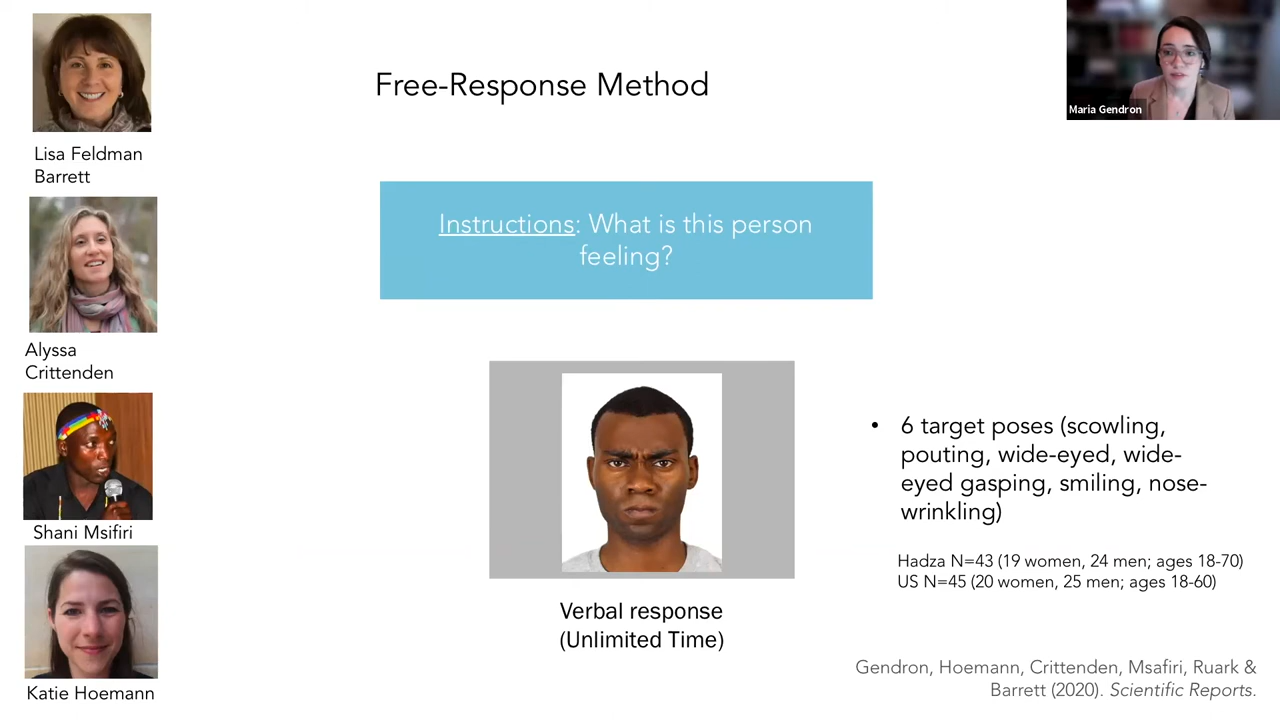 Free-Response Method
Maria Gendron
Lisa Feldman
Barrett
Instructions: What is this person
feeling?
Alyssa
Crittenden
6 target poses (scowling,
pouting, wide-eyed, wide-
eyed gasping, smiling, nose-
wrinkling)
Shani Msifiri
Hadza N=43 (19 women, 24 men; ages 18-70)
US N=45 (20 women, 25 men; ages 18-60)
Verbal response
(Unlimited Time)
Katie Hoemann
Gendron, Hoemann, Crittenden, Msafiri, Ruark &
Barrett (2020). Scientific Reports.